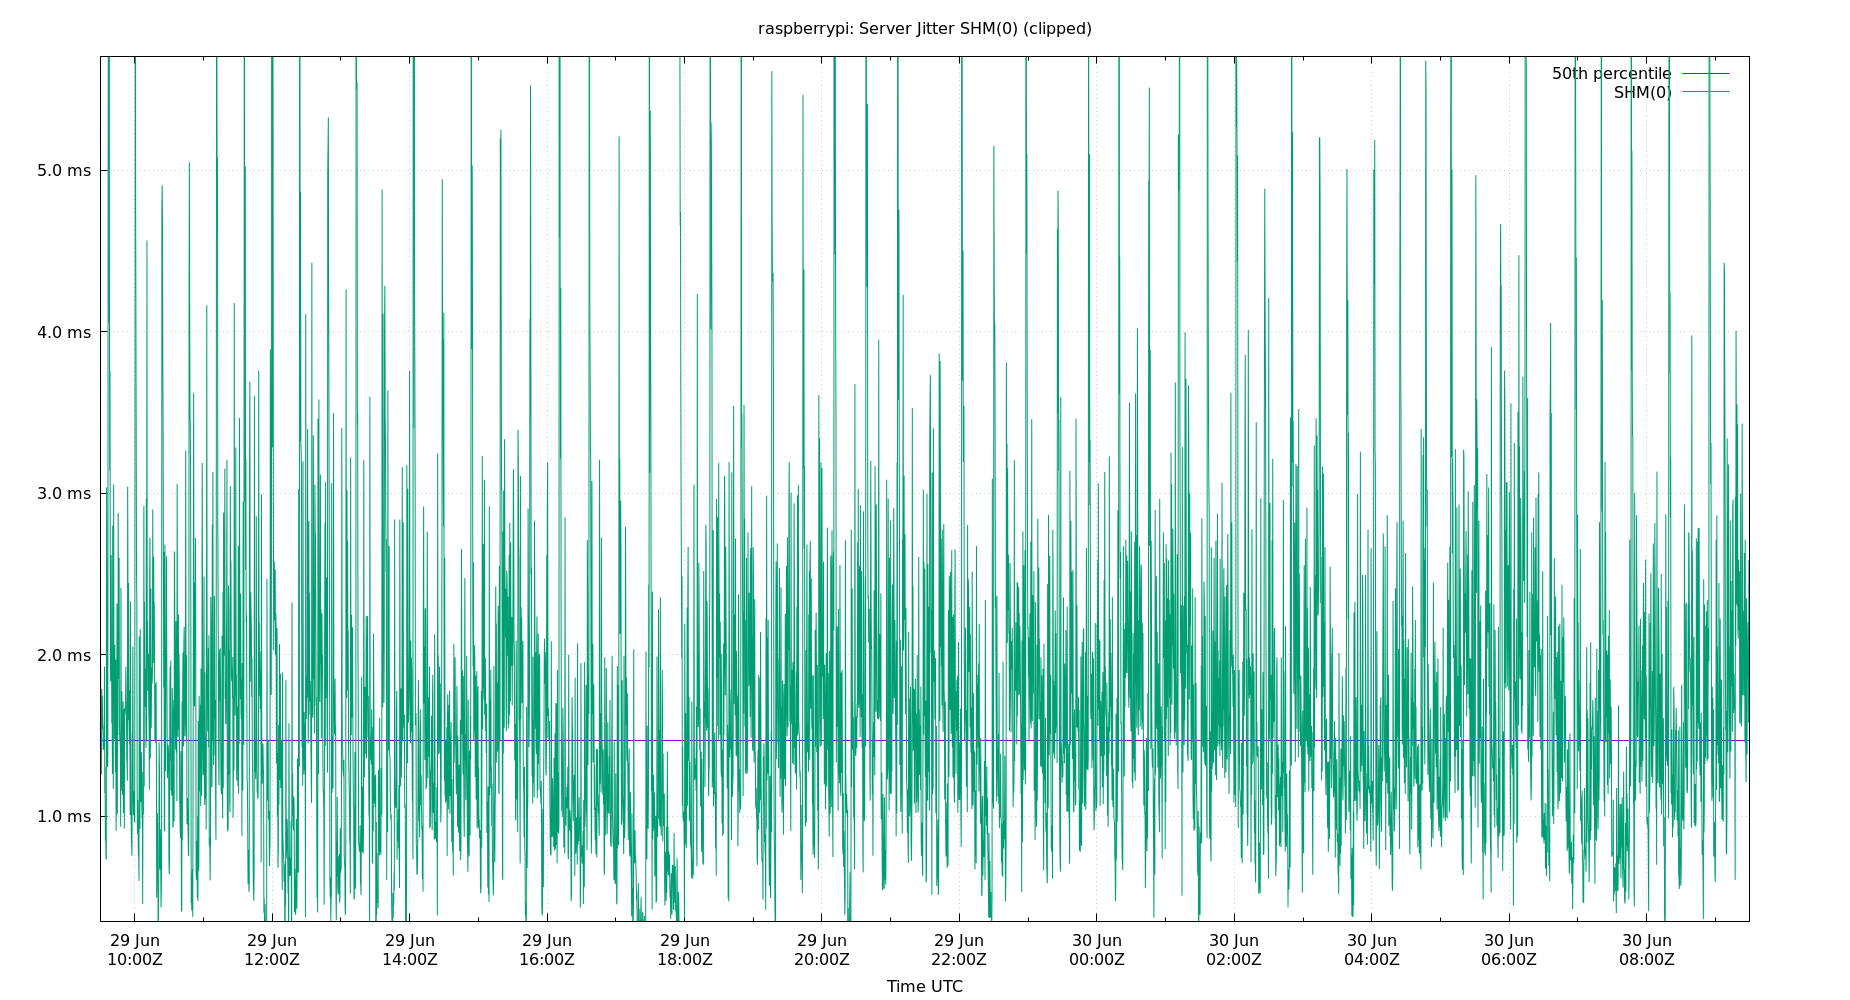 raspberrypi: Server Jitter SHM(0) (clipped)
50th percentile
SHM(0)
5.0 ms
4.0 ms
3.0 ms
2.0 ms
1.0 ms
29 Jun 29 Jun 29 Jun 29 Jun 29 Jun 29 Jun 29 Jun 30 Jun 30 Jun 30 Jun 30 Jun 30 Jun
10:00Z 12:00Z 14:00Z 16:00Z 18:00Z 20:00Z 22:00Z 00:00Z 02:00Z 04:00Z 06:00Z 08:00Z
Time UTC